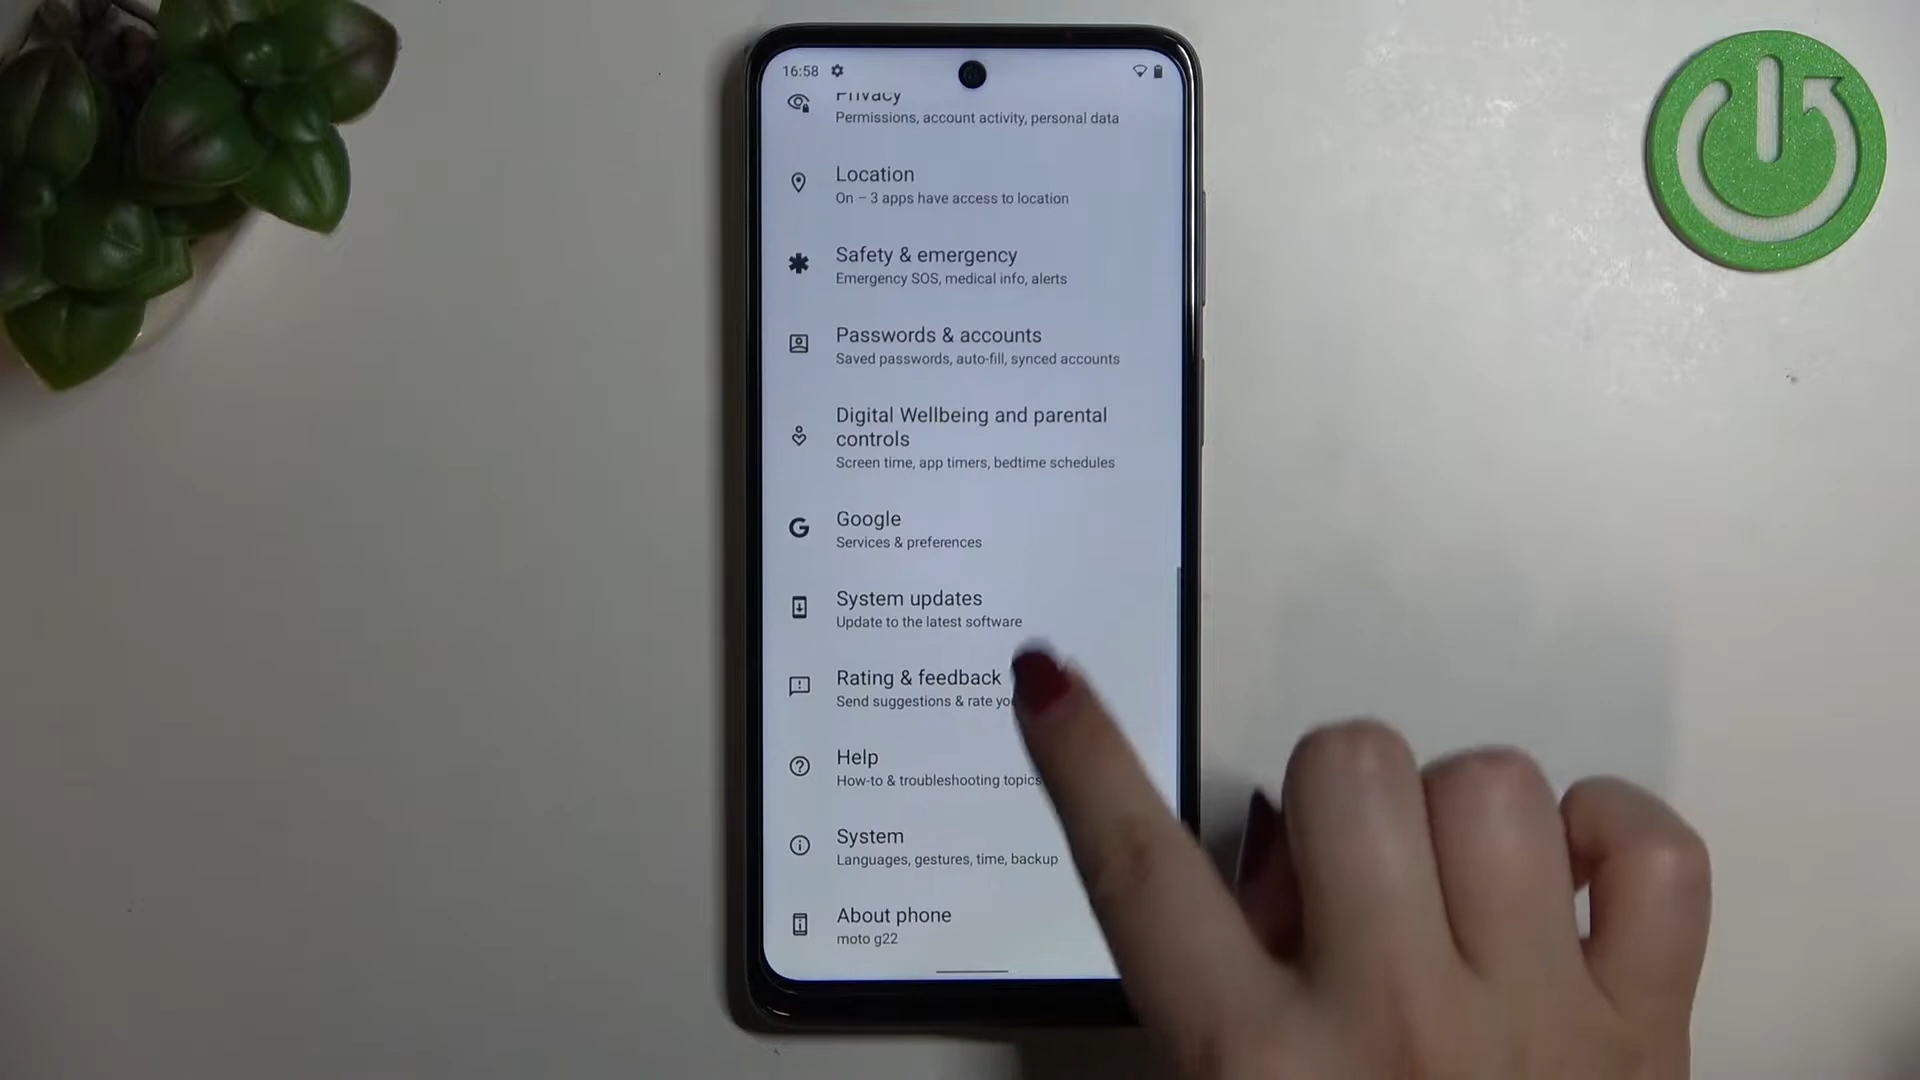 16:58
Privacy
Permissions, account activity, personal data
Location
On – 3 apps have access to location
Safety & emergency
Emergency SOS, medical info, alerts
Passwords & accounts
Saved passwords, auto-fill, synced accounts
Digital Wellbeing and parental
controls
Screen time, app timers, bedtime schedules
Google
Services & preferences
System updates
Update to the latest software
Rating & feedback
Send suggestions & rate
Help
How-to & troubleshooting topics
System
Languages, gestures, time, backup
About phone
moto g22